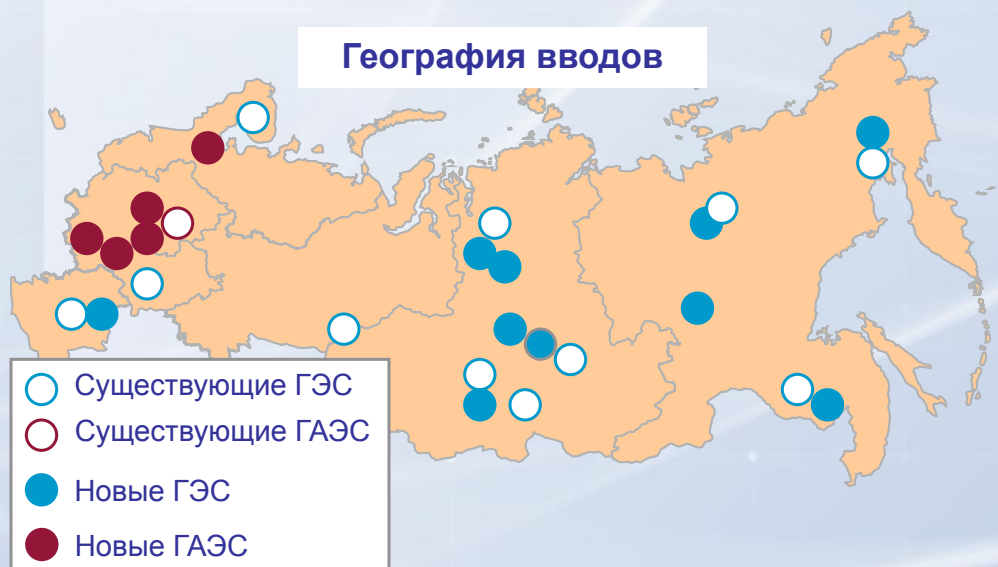 География вводов
Существующие ГЭС
Существующие ГАЭС
Новые ГЭС
Новые ГАЭС